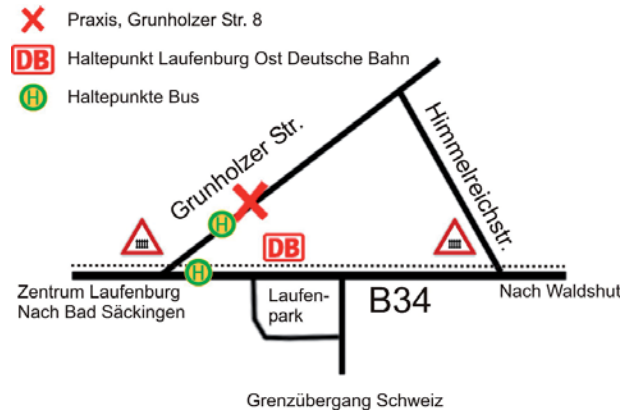 Praxis, Grunholzer Str. 8
DB Haltepunkt Laufenburg Ost Deutsche Bahn
H Haltepunkte Bus
Grunholzer Str.
Himmelreichstr.
H
DB
H
Zentrum Laufenburg
Nach Bad Säckingen
Laufen-
park
B34
Nach Waldshut
Grenzübergang Schweiz